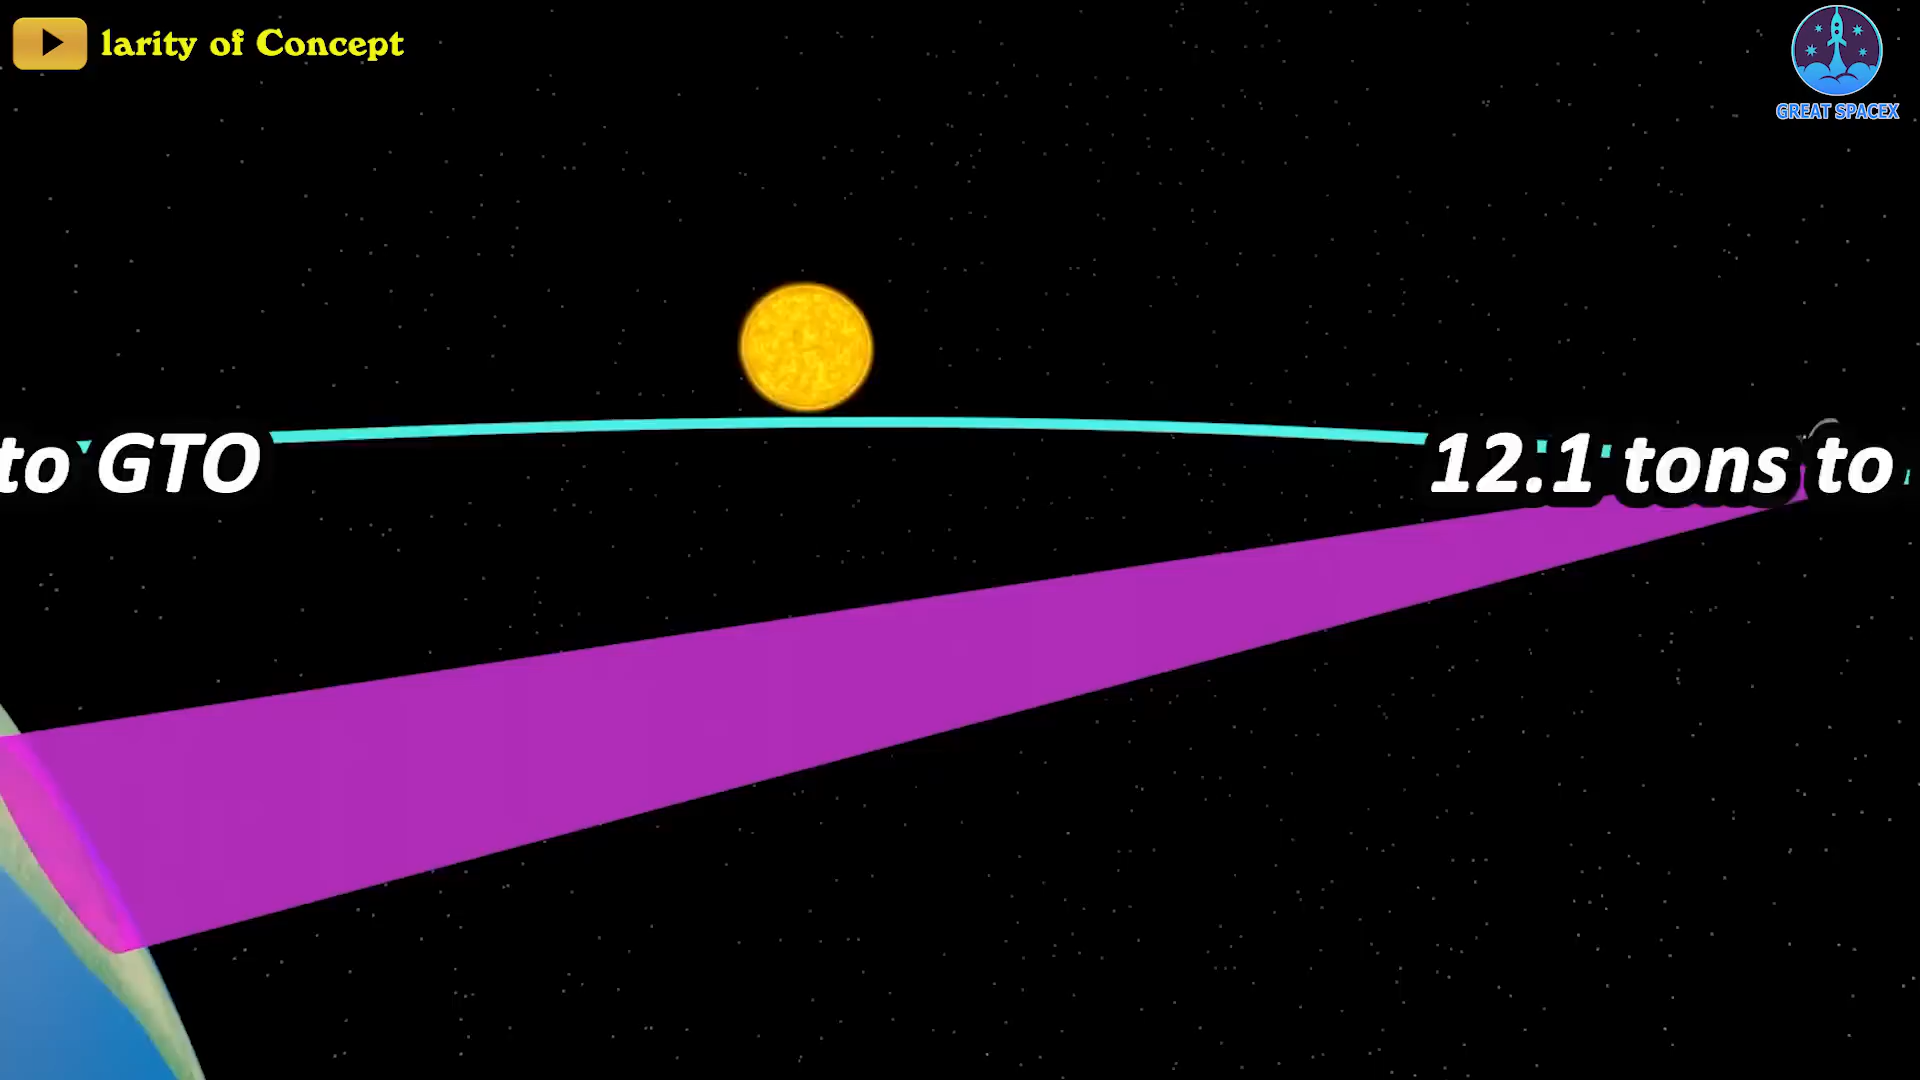 larity of Concept
GREAT SPACEX
to GTO
12.1 tons to